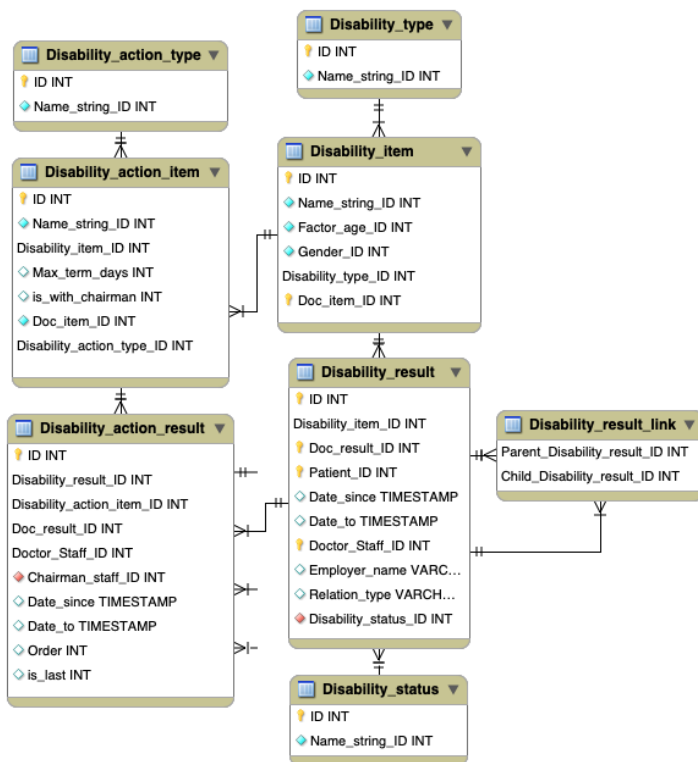 Disability_action_type
ID INT
Name_string_ID INT
Disability_type
ID INT
Name_string_ID INT
Disability_action_item
ID INT
Name_string_ID INT
Disability_item_ID INT
Max_term_days INT
is_with_chairman INT
Doc_item_ID INT
Disability_action_type_ID INT
Disability_item
ID INT
Name_string_ID INT
Factor_age_ID INT
Gender_ID INT
Disability_type_ID INT
Doc_item_ID INT
Disability_action_result
ID INT
Disability_result_ID INT
Disability_action_item_ID INT
Doc_result_ID INT
Doctor_Staff_ID INT
Chairman_staff_ID INT
Date_since TIMESTAMP
Date_to TIMESTAMP
Order INT
is_last INT
Disability_result
ID INT
Disability_item_ID INT
Doc_result_ID INT
Patient_ID INT
Date_since TIMESTAMP
Date_to TIMESTAMP
Doctor_Staff_ID INT
Employer_name VARC...
Relation_type VARCH...
Disability_status_ID INT
Disability_result_link
Parent_Disability_result_ID INT
Child_Disability_result_ID INT
Disability_status
ID INT
Name_string_ID INT